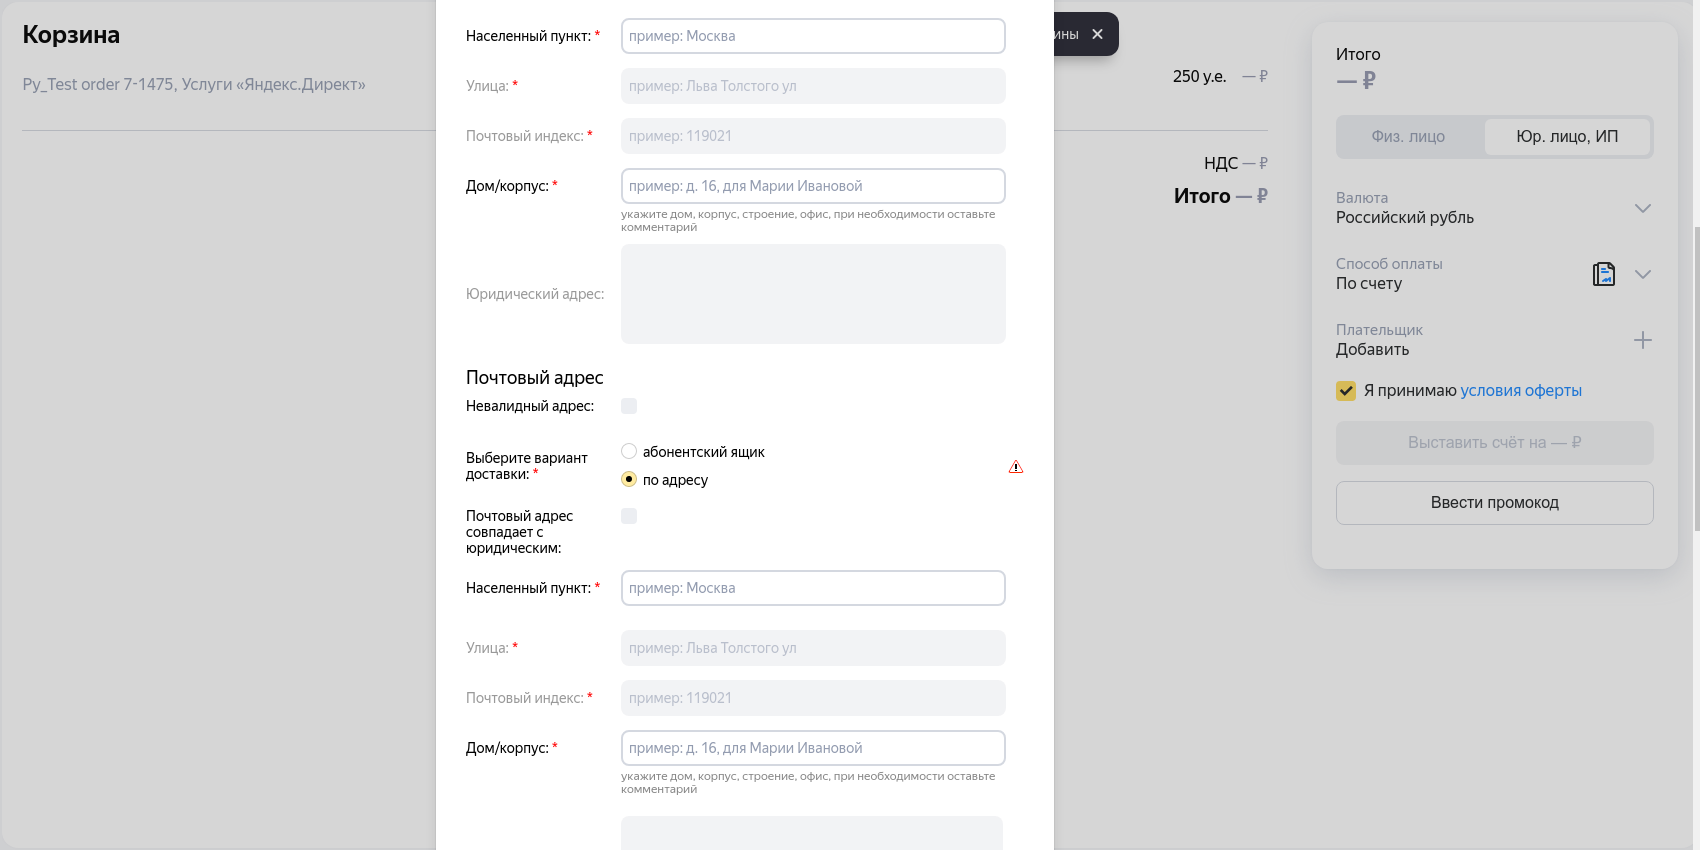 Корзина
Py_Test order 7-1475, Услуги «Яндекс.Директ»
Населенный пункт: *
пример: Москва
Улица: *
пример: Льва Толстого ул
Почтовый индекс: *
пример: 119021
Дом/корпус: *
пример: д. 16, для Марии Ивановой
укажите дом, корпус, строение, офис, при необходимости оставьте
комментарий
Юридический адрес:
Почтовый адрес
Невалидный адрес:
Выберите вариант
доставки: *
абонентский ящик
по адресу
Почтовый адрес
совпадает с
юридическим:
Населенный пункт: *
пример: Москва
Улица: *
пример: Льва Толстого ул
Почтовый индекс: *
пример: 119021
Дом/корпус: *
пример: д. 16, для Марии Ивановой
укажите дом, корпус, строение, офис, при необходимости оставьте
комментарий
250 у.е. — ₽
НДС — ₽
Итого — ₽
Итого
— ₽
Физ. лицо
Юр. лицо, ИП
Валюта
Российский рубль
Способ оплаты
По счету
Плательщик
Добавить
Я принимаю условия оферты
Выставить счёт на — ₽
Ввести промокод